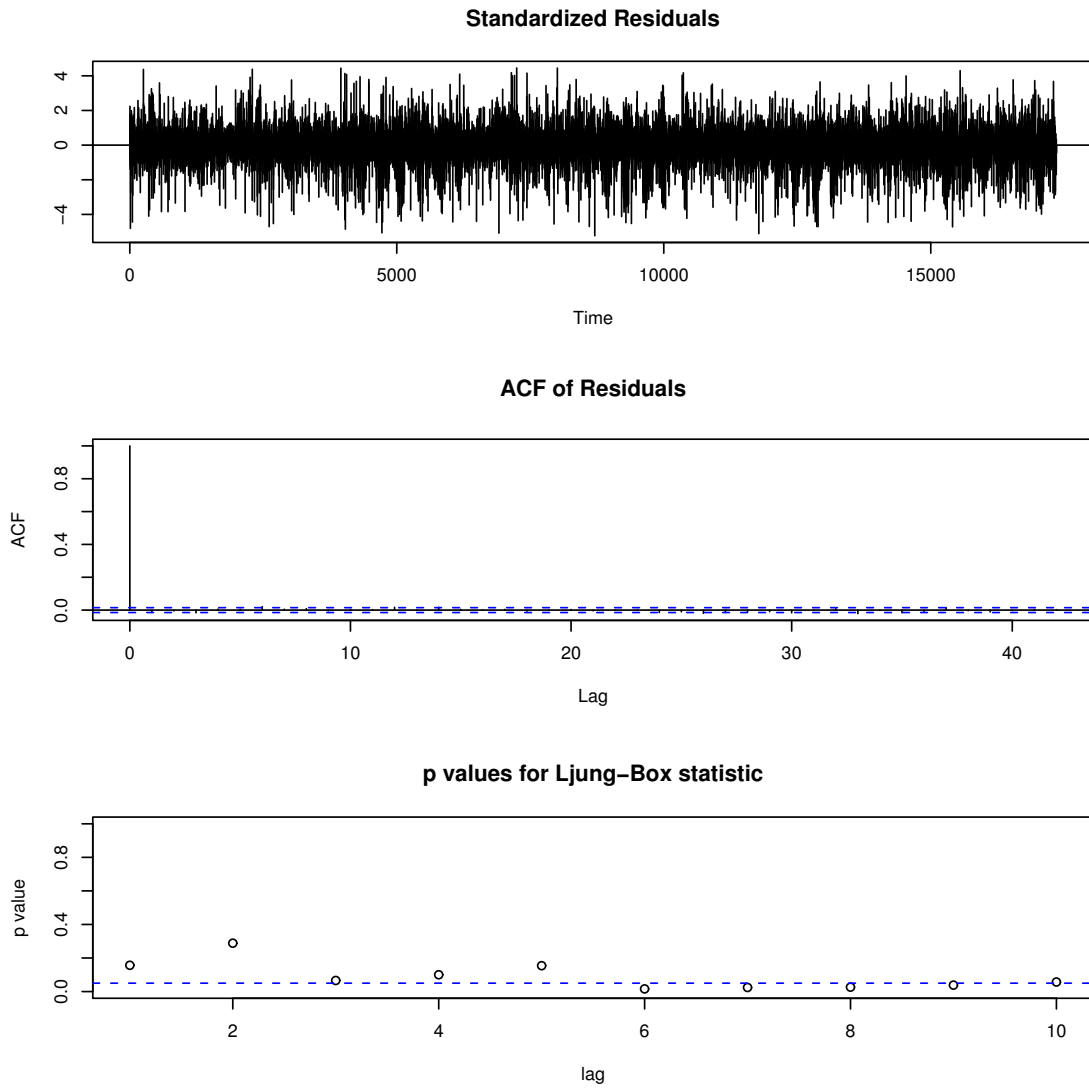 Standardized Residuals
4
2
0
−4
0 5000 10000 15000
Time
ACF of Residuals
ACF
0.8
0.4
0.0
0 10 20 30 40
Lag
p values for Ljung−Box statistic
p value
0.8
0.4
0.0
2 4 6 8 10
lag